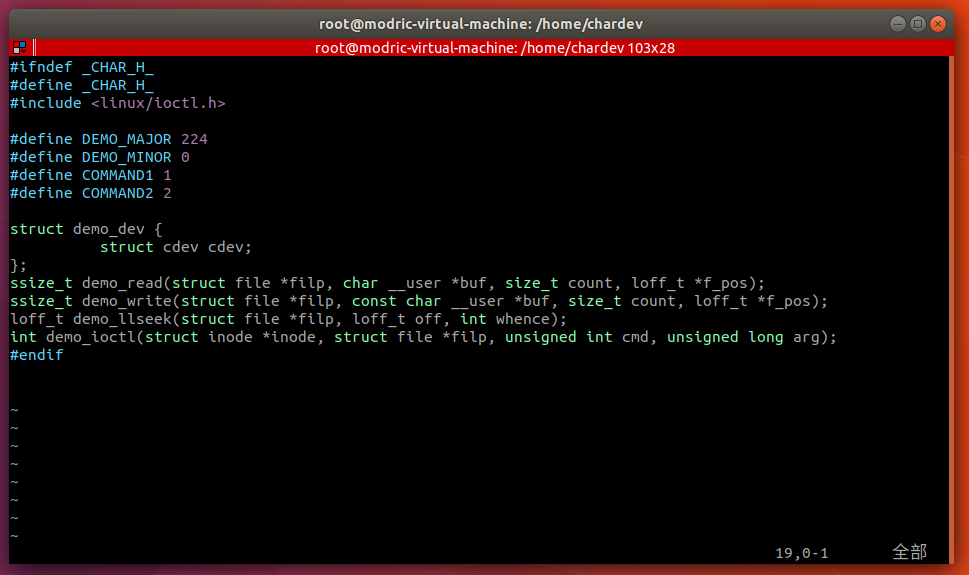 root@modric-virtual-machine: /home/chardev
root@modric-virtual-machine: /home/chardev 103x28
#ifndef _CHAR_H_
#define _CHAR_H_
#include <linux/ioctl.h>

#define DEMO_MAJOR 224
#define DEMO_MINOR 0
#define COMMAND1 1
#define COMMAND2 2

struct demo_dev {
          struct cdev cdev;
};
ssize_t demo_read(struct file *filp, char __user *buf, size_t count, loff_t *f_pos);
ssize_t demo_write(struct file *filp, const char __user *buf, size_t count, loff_t *f_pos);
loff_t demo_llseek(struct file *filp, loff_t off, int whence);
int demo_ioctl(struct inode *inode, struct file *filp, unsigned int cmd, unsigned long arg);
#endif

~
~
~
~
~
~
~
~
19,0-1 全部